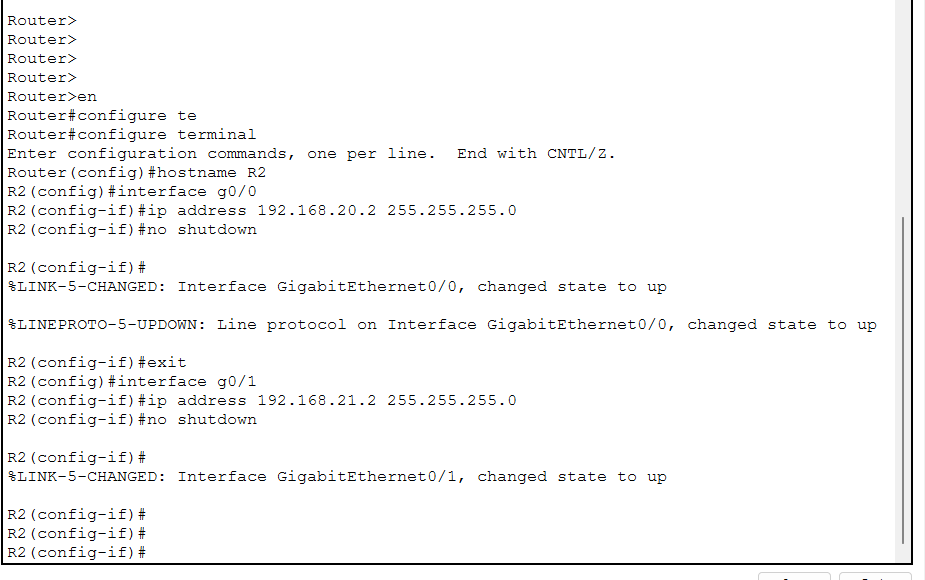 Router>
Router>
Router>
Router>
Router>en
Router#configure te
Router#configure terminal
Enter configuration commands, one per line.  End with CNTL/Z.
Router(config)#hostname R2
R2(config)#interface g0/0
R2(config-if)#ip address 192.168.20.2 255.255.255.0
R2(config-if)#no shutdown
R2(config-if)#
%LINK-5-CHANGED: Interface GigabitEthernet0/0, changed state to up
%LINEPROTO-5-UPDOWN: Line protocol on Interface GigabitEthernet0/0, changed state to up
R2(config-if)#exit
R2(config)#interface g0/1
R2(config-if)#ip address 192.168.21.2 255.255.255.0
R2(config-if)#no shutdown
R2(config-if)#
%LINK-5-CHANGED: Interface GigabitEthernet0/1, changed state to up
R2(config-if)#
R2(config-if)#
R2(config-if)#